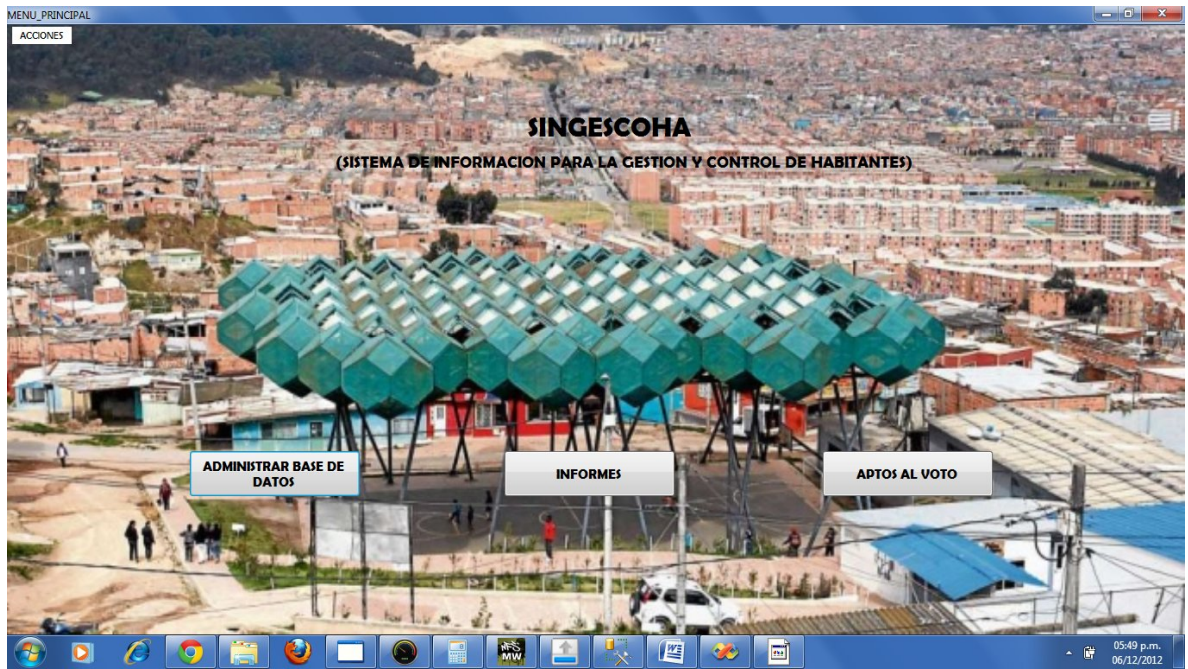 MENU_PRINCIPAL
ACCIONES
SINGESCOHA
(SISTEMA DE INFORMACION PARA LA GESTION Y CONTROL DE HABITANTES)
ADMINISTRAR BASE DE
DATOS
INFORMES
APTOS AL VOTO
NFS
MW
05:49 p.m.
06/12/2012